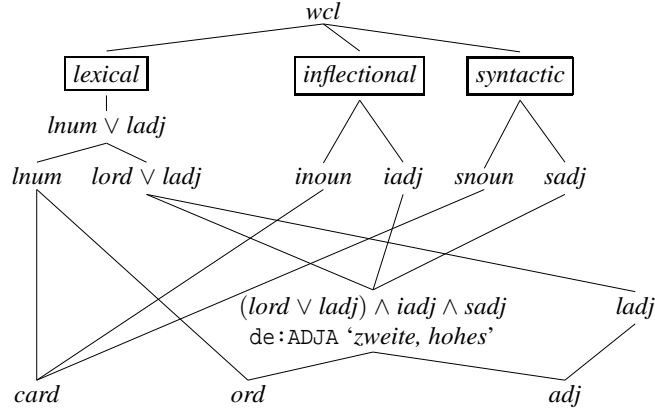 wcl
lexical inflectional syntactic
lnum ∨ ladj
lnum lord ∨ ladj inoun iadj snoun sadj
(lord ∨ ladj) ∧ iadj ∧ sadj ladj
de:ADJA ‘zweite, hohes’
card ord adj